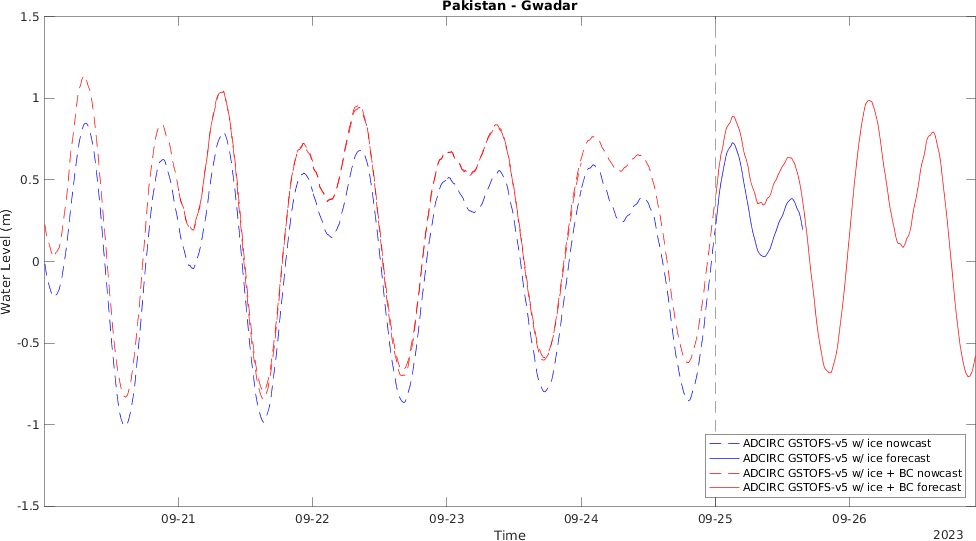 Pakistan - Gwadar
1.5
1
0.5
0
-0.5
-1
-1.5
Water Level (m)
09-21
09-22
09-23
09-24
09-25
09-26
Time
2023
ADCIRC GSTOFS-v5 w/ ice nowcast
ADCIRC GSTOFS-v5 w/ ice forecast
ADCIRC GSTOFS-v5 w/ ice + BC nowcast
ADCIRC GSTOFS-v5 w/ ice + BC forecast